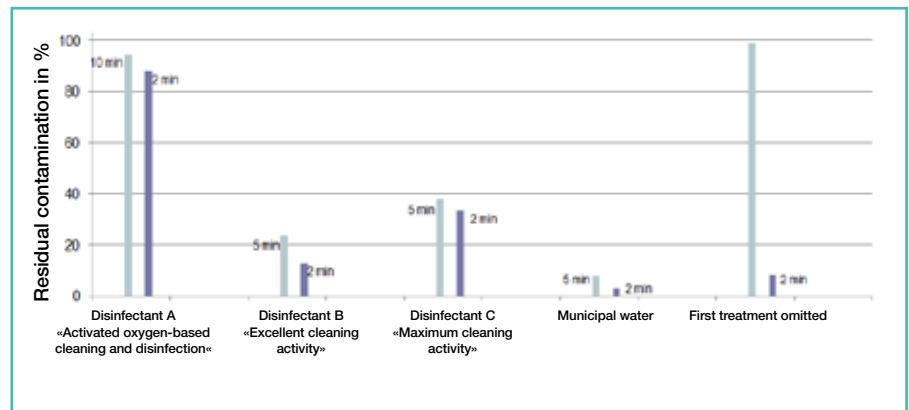 Residual contamination in %
100
80
60
40
20
0
10 min
2 min
5 min
2 min
5 min
2 min
5 min
2 min
2 min
Disinfectant A
«Activated oxygen-based
cleaning and disinfection«
Disinfectant B
«Excellent cleaning
activity»
Disinfectant C
«Maximum cleaning
activity»
Municipal water
First treatment omitted